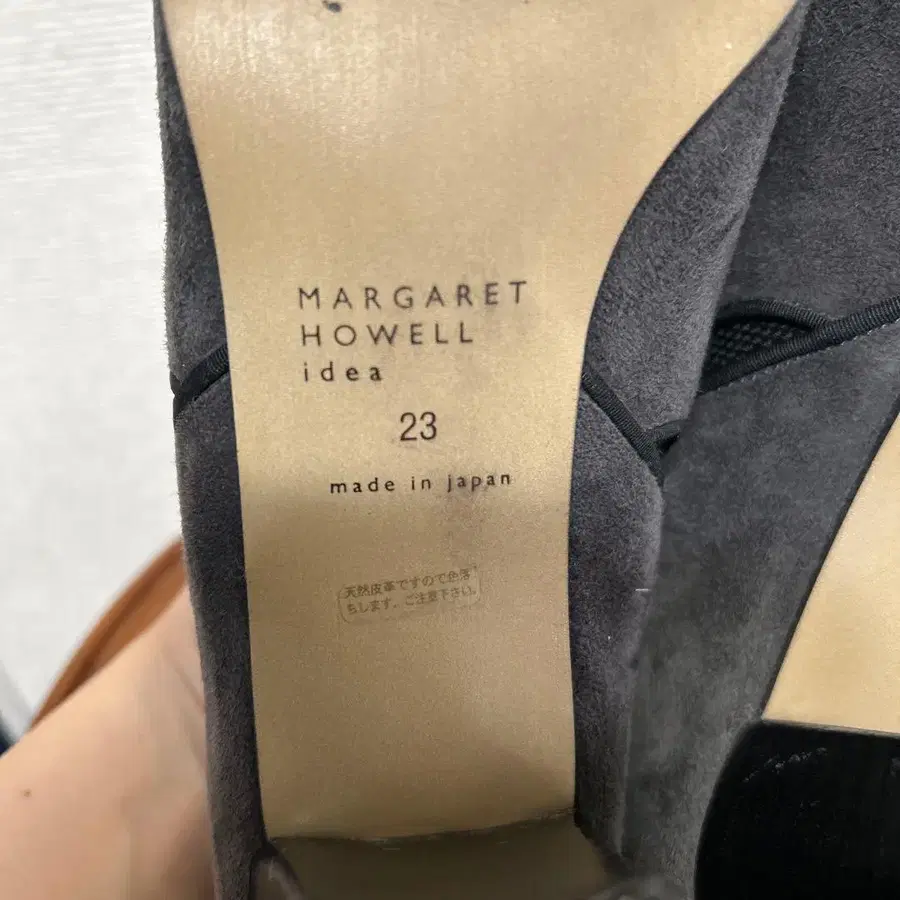 MARGARET
HOWELL
idea
23
made in japan
天然皮革ですので色落
ちします。ご注意下さい。